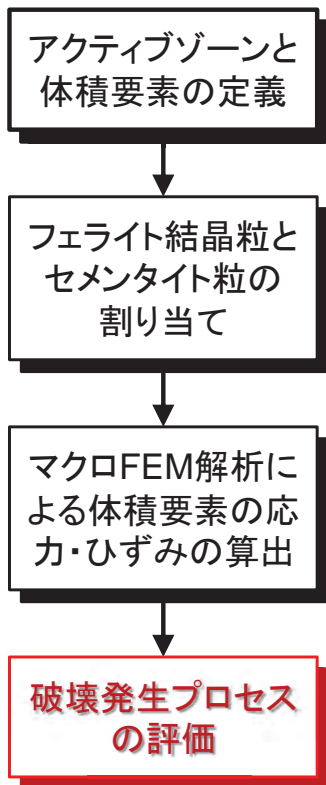 アクティブゾーンと
体積要素の定義
フェライト結晶粒と
セメンタイト粒の
割り当て
マクロFEM解析に
よる体積要素の応
力・ひずみの算出
破壊発生プロセス
の評価